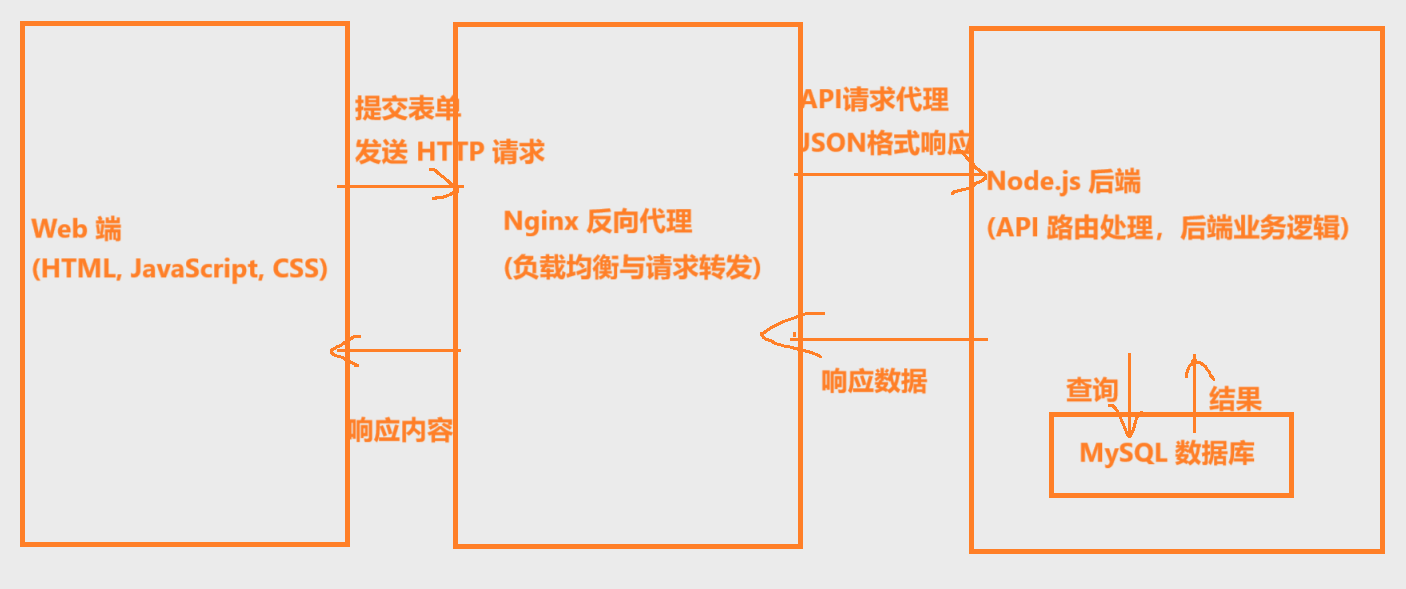 提交表单
发送 HTTP 请求
API请求代理
JSON格式响应
Web 端
(HTML, JavaScript, CSS)
Nginx 反向代理
(负载均衡与请求转发)
Node.js 后端
(API 路由处理，后端业务逻辑)
响应内容
响应数据
查询
结果
MySQL 数据库